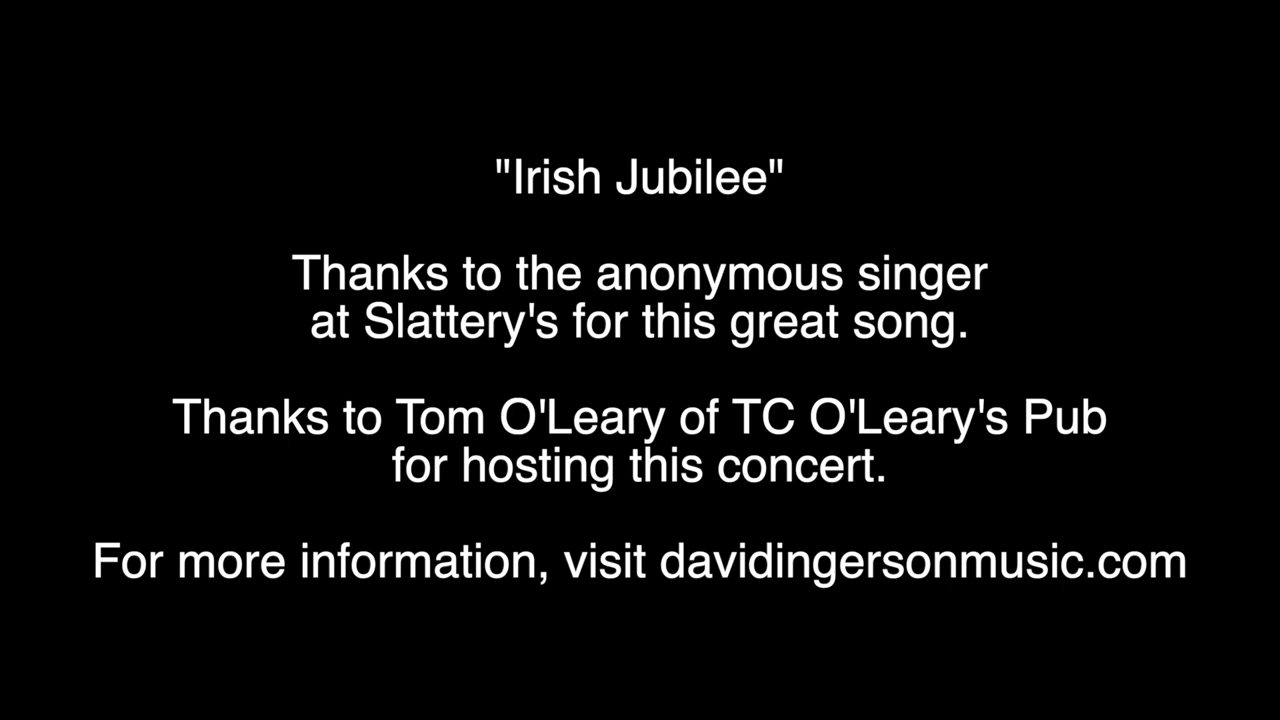 "Irish Jubilee"
Thanks to the anonymous singer
at Slattery's for this great song.
Thanks to Tom O'Leary of TC O'Leary's Pub
for hosting this concert.
For more information, visit davidingersonmusic.com